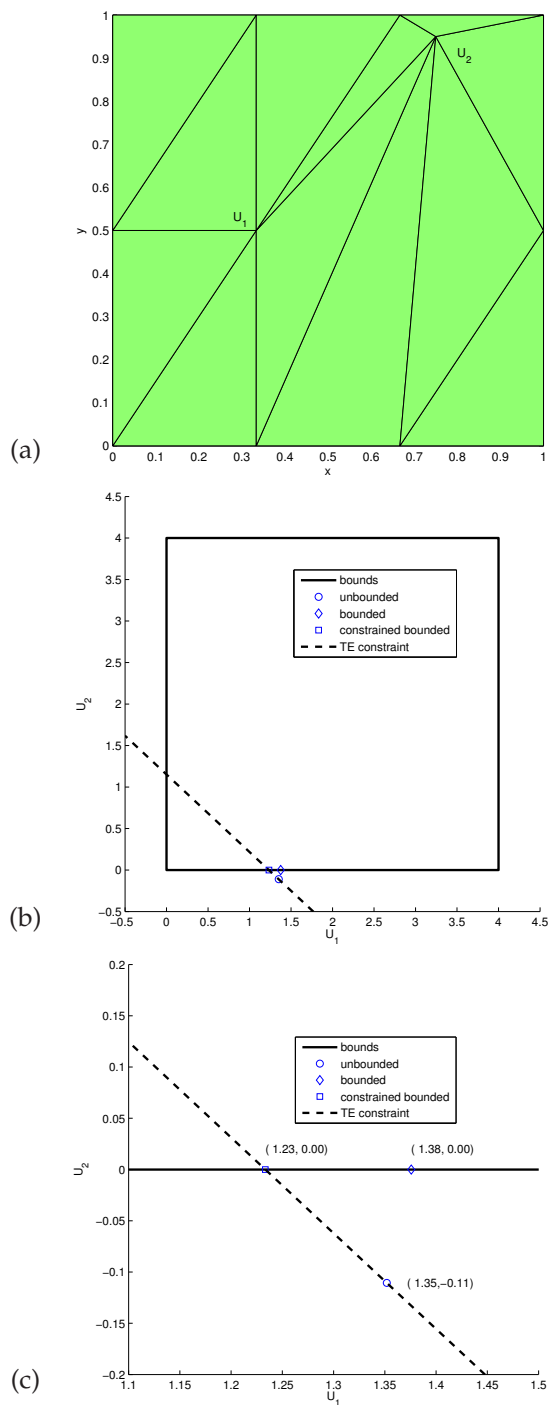 1
0.9
0.8
0.7
0.6
0.5
0.4
0.3
0.2
0.1
0
y
U1
U2
0 0.1 0.2 0.3 0.4 0.5 0.6 0.7 0.8 0.9 1
x
(a)
4.5
4
3.5
3
2.5
2
1.5
1
0.5
0
−0.5
U2
bounds
unbounded
bounded
constrained bounded
TE constraint
−0.5 0 0.5 1 1.5 2 2.5 3 3.5 4 4.5
U1
(b)
0.2
0.15
0.1
0.05
0
−0.05
−0.1
−0.15
−0.2
U2
bounds
unbounded
bounded
constrained bounded
TE constraint
( 1.23, 0.00) ( 1.38, 0.00)
( 1.35,−0.11)
1.1 1.15 1.2 1.25 1.3 1.35 1.4 1.45 1.5
U1
(c)